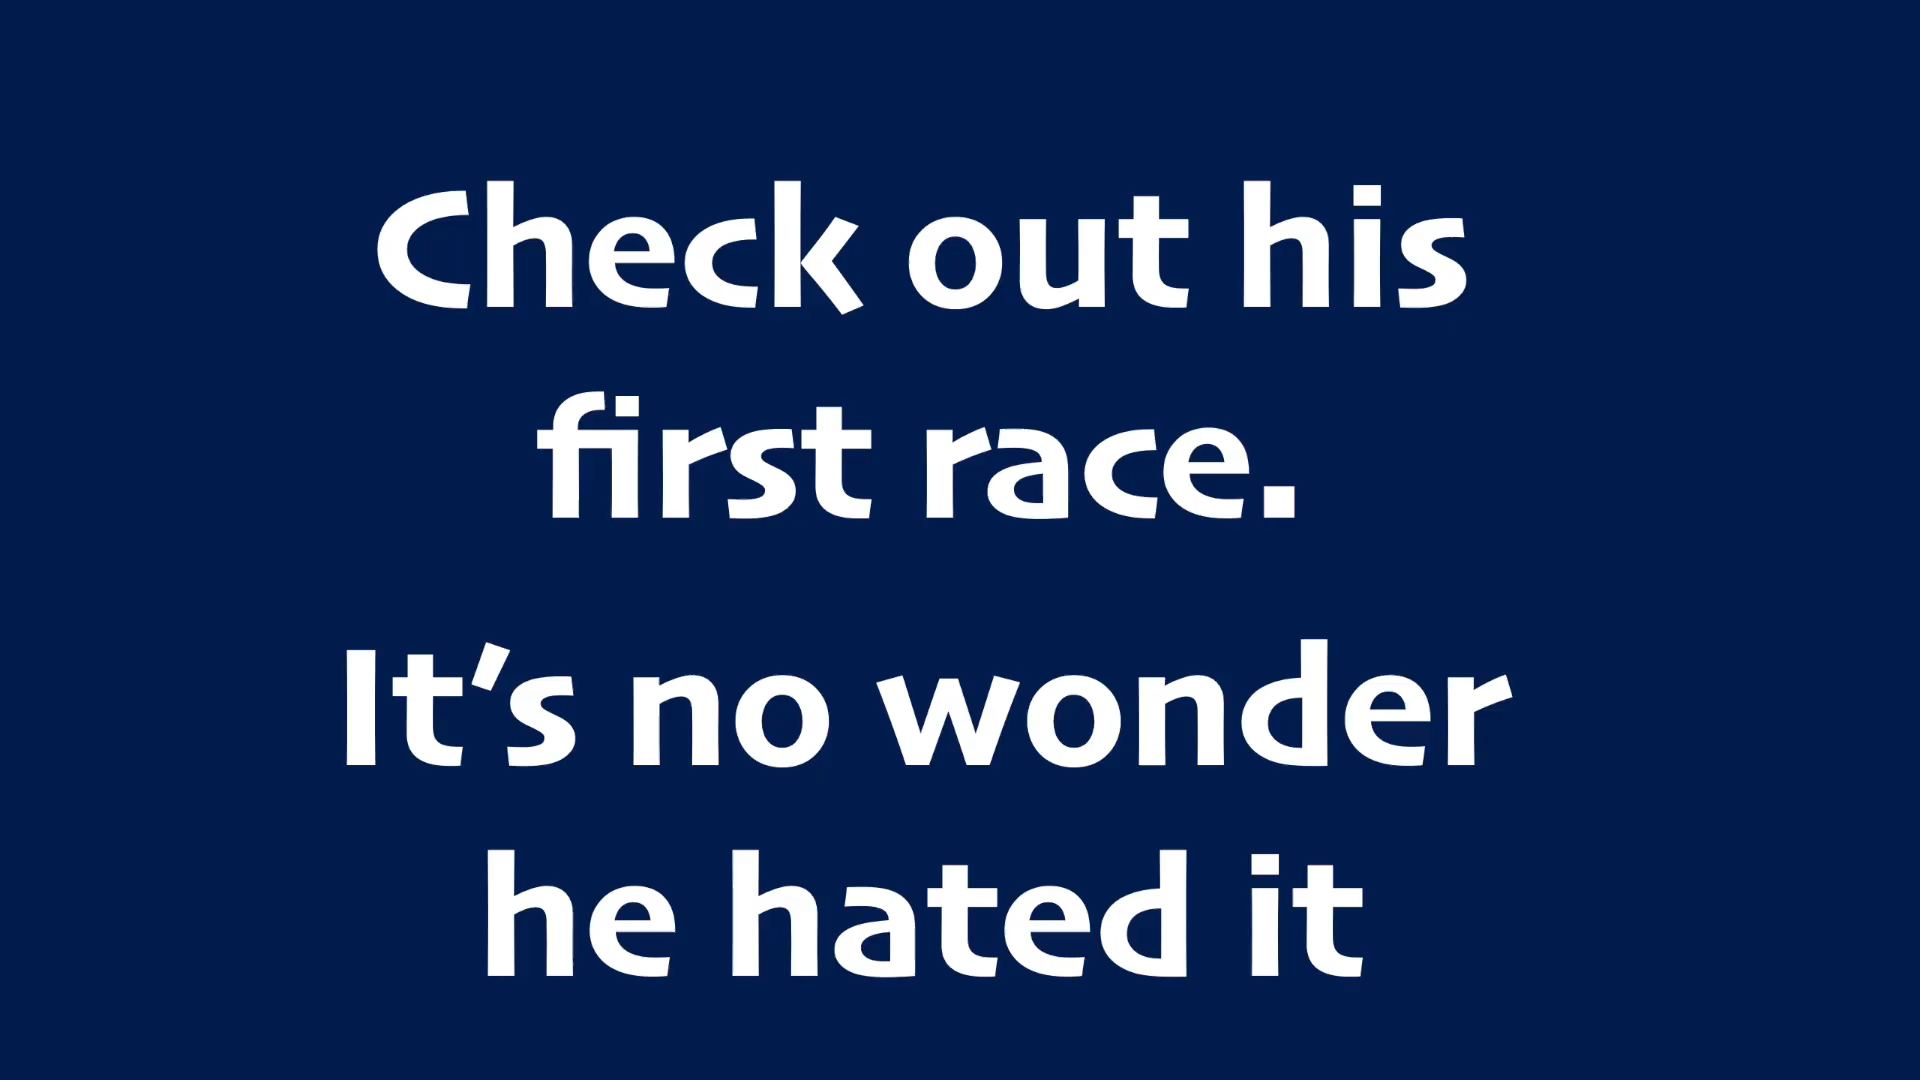 Check out his
first race.
It’s no wonder
he hated it